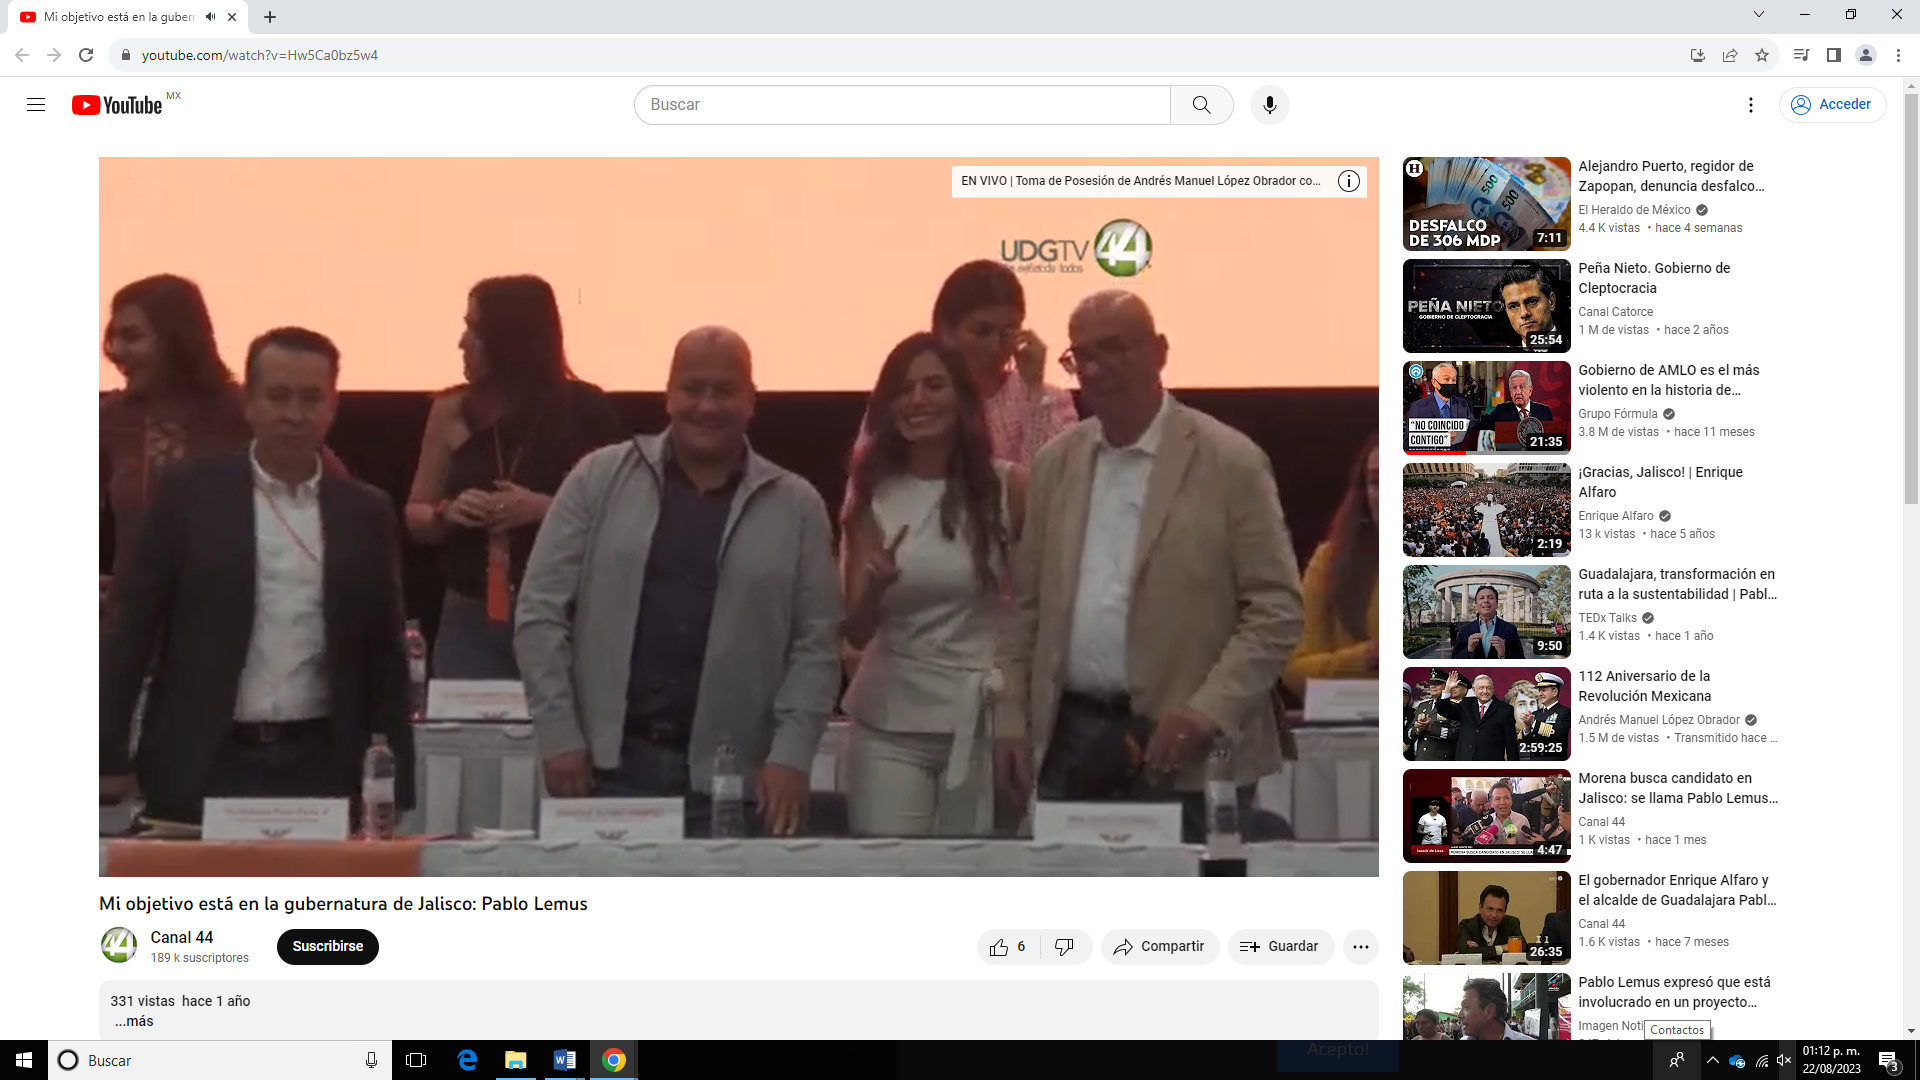 Mi objetivo está en la gubern
youtube.com/watch?v=Hw5Ca0bz5w4
YouTube MX
Buscar
Acceder
EN VIVO | Toma de Posesión de Andrés Manuel López Obrador co...
UDGTV 44
Mi objetivo está en la gubernatura de Jalisco: Pablo Lemus
44
Canal 44
189 k suscriptores
Suscribirse
6
Compartir
Guardar
331 vistas hace 1 año
...más
H
DESFALCO
DE 306 MDP
7:11
Alejandro Puerto, regidor de
Zapopan, denuncia desfalco...
El Heraldo de México
4.4 K vistas • hace 4 semanas
PEÑA NIETO
GOBIERNO DE CLEPTOCRACIA
25:54
Peña Nieto. Gobierno de
Cleptocracia
Canal Catorce
1 M de vistas • hace 2 años
"NO COINCIDO
CONTIGO"
21:35
Gobierno de AMLO es el más
violento en la historia de...
Grupo Fórmula
3.8 M de vistas • hace 11 meses
2:19
¡Gracias, Jalisco! | Enrique
Alfaro
Enrique Alfaro
13 k vistas • hace 5 años
9:50
Guadalajara, transformación en
ruta a la sustentabilidad | Pabl...
TEDx Talks
1.4 K vistas • hace 1 año
2:59:25
112 Aniversario de la
Revolución Mexicana
Andrés Manuel López Obrador
1.5 M de vistas • Transmitido hace ...
4:47
Morena busca candidato en
Jalisco: se llama Pablo Lemus...
Canal 44
1 K vistas • hace 1 mes
26:35
El gobernador Enrique Alfaro y
el alcalde de Guadalajara Pabl...
Canal 44
1.6 K vistas • hace 7 meses
Pablo Lemus expresó que está
involucrado en un proyecto...
Imagen Noti
Contactos
Acepto!
Buscar
01:12 p. m.
22/08/2023
3